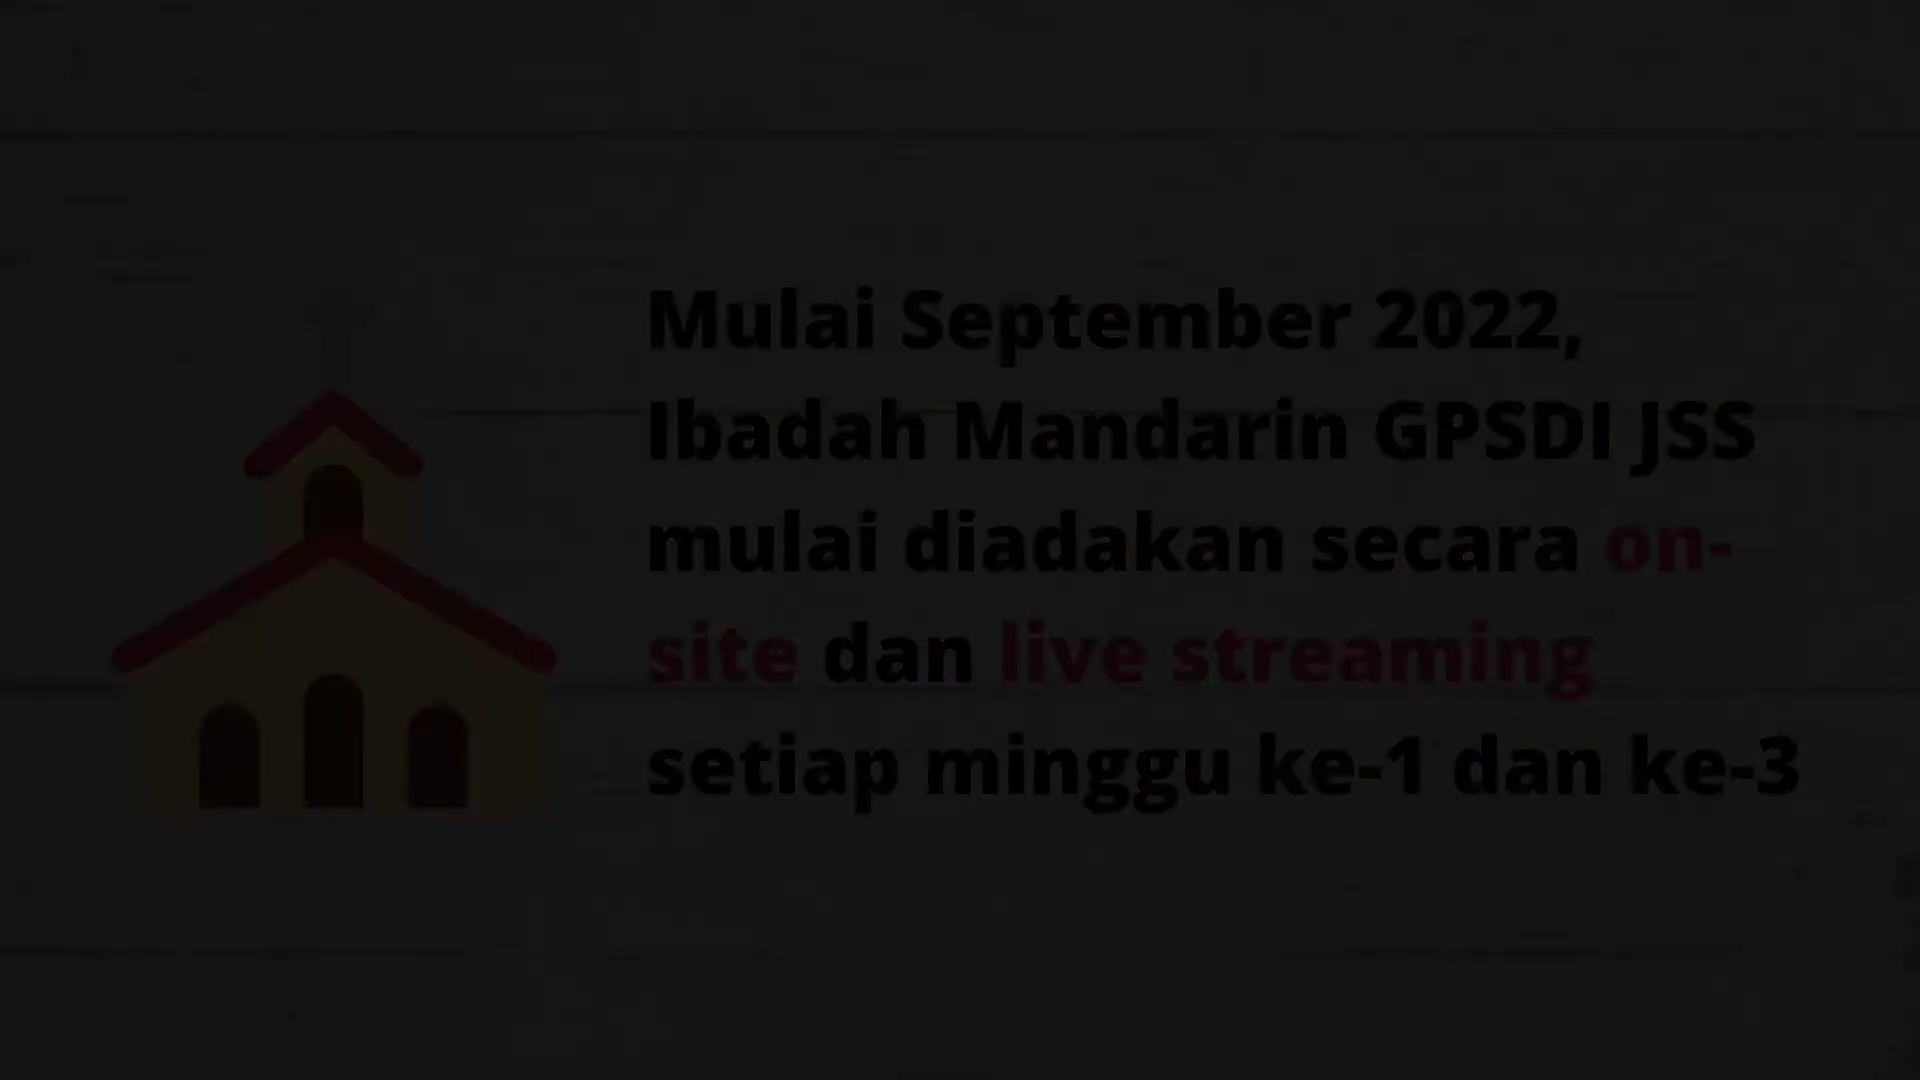 Mulai September 2022,
Ibadah Mandarin GPSDI JSS
mulai diadakan secara on-
site dan live streaming
setiap minggu ke-1 dan ke-3